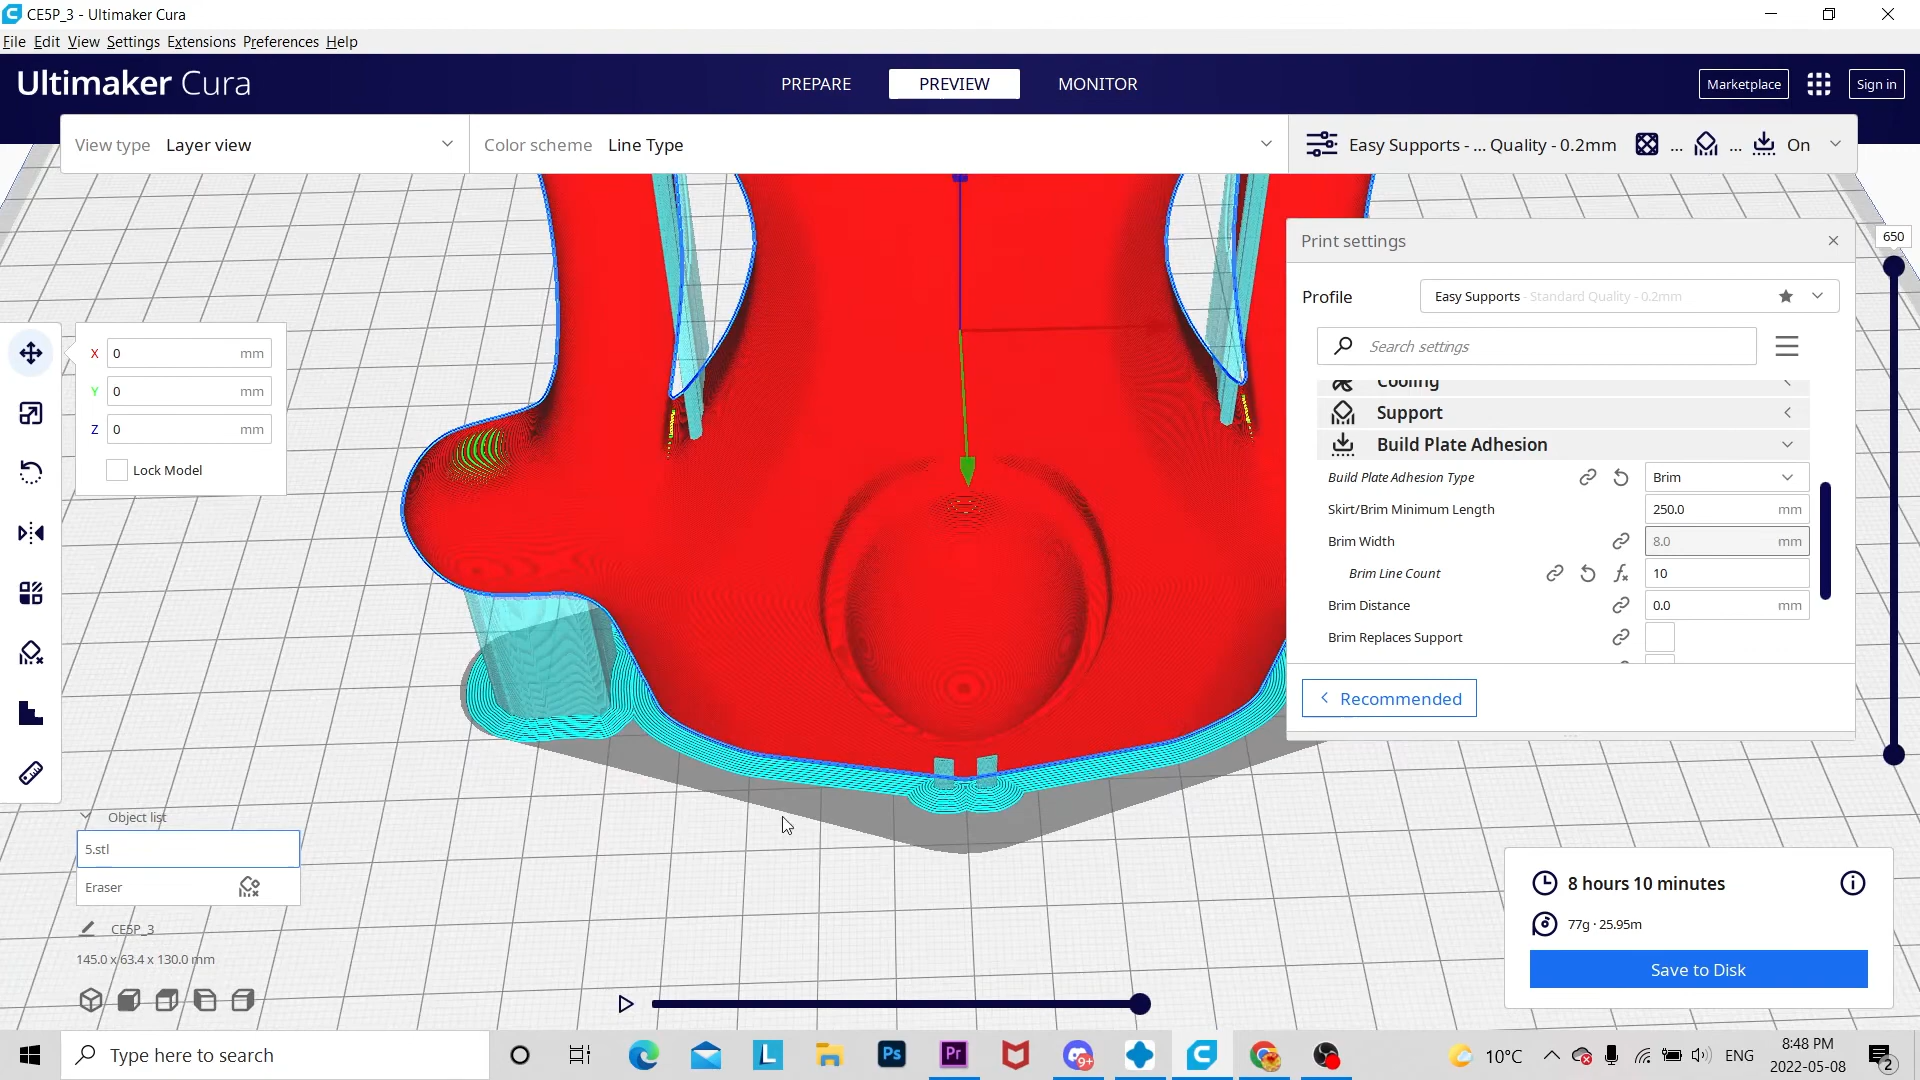 CE5P_3 - Ultimaker Cura
File Edit View Settings Extensions Preferences Help
Ultimaker Cura
PREPARE PREVIEW MONITOR
Marketplace Sign in
View type Layer view
Color scheme Line Type
Easy Supports - ... Quality - 0.2mm ... ... On
Print settings
650
Profile Easy Supports - Standard Quality - 0.2mm
Search settings
X 0 mm
Y 0 mm
Z 0 mm
Lock Model
Cooling
Support
Build Plate Adhesion
Build Plate Adhesion Type Brim
Skirt/Brim Minimum Length 250.0 mm
Brim Width 8.0 mm
Brim Line Count 10
Brim Distance 0.0 mm
Brim Replaces Support
Recommended
Object list
5.stl
Eraser
CE5P_3
145.0 x 63.4 x 130.0 mm
8 hours 10 minutes
77g · 25.95m
Save to Disk
Type here to search
L
Ps
Pr
9+
10°C
ENG
8:48 PM
2022-05-08
2